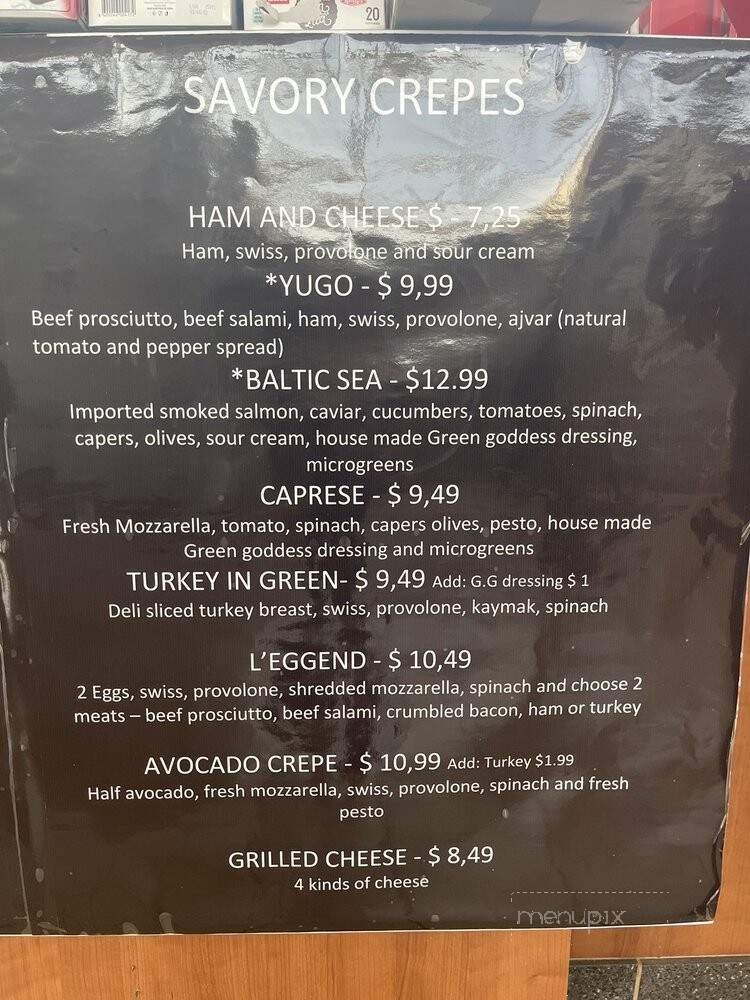 20
SAVORY CREPES
HAM AND CHEESE $ - 7,25
Ham, swiss, provolone and sour cream
*YUGO - $ 9,99
Beef prosciutto, beef salami, ham, swiss, provolone, ajvar (natural
tomato and pepper spread)
*BALTIC SEA - $12.99
Imported smoked salmon, caviar, cucumbers, tomatoes, spinach,
capers, olives, sour cream, house made Green goddess dressing,
microgreens
CAPRESE - $ 9,49
Fresh Mozzarella, tomato, spinach, capers olives, pesto, house made
Green goddess dressing and microgreens
TURKEY IN GREEN- $ 9,49 Add: G.G dressing $ 1
Deli sliced turkey breast, swiss, provolone, kaymak, spinach
L'EGGEND - $ 10,49
2 Eggs, swiss, provolone, shredded mozzarella, spinach and choose 2
meats – beef prosciutto, beef salami, crumbled bacon, ham or turkey
AVOCADO CREPE - $ 10,99 Add: Turkey $1.99
Half avocado, fresh mozzarella, swiss, provolone, spinach and fresh
pesto
GRILLED CHEESE - $ 8,49
4 kinds of cheese
menupix